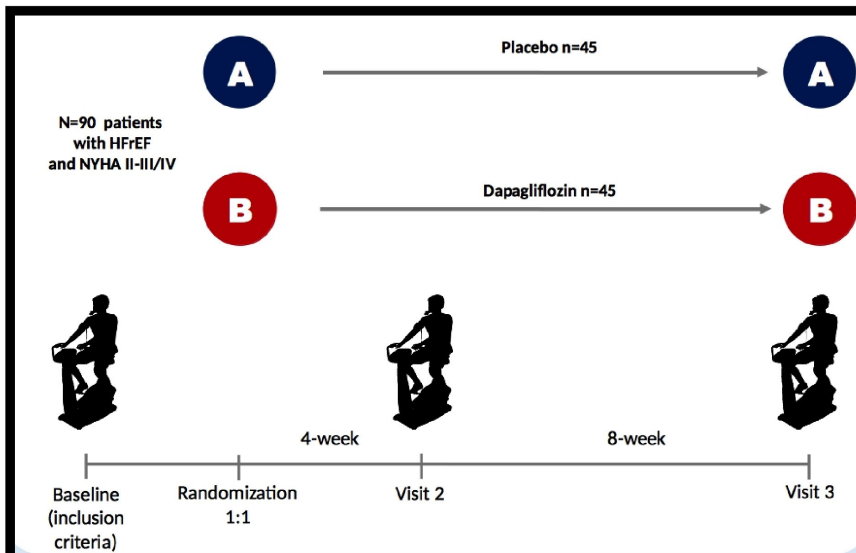 A
Placebo n=45
A
N=90 patients
with HFrEF
and NYHA II-III/IV
B
Dapagliflozin n=45
B
4-week
8-week
Baseline
(inclusion
criteria)
Randomization
1:1
Visit 2
Visit 3